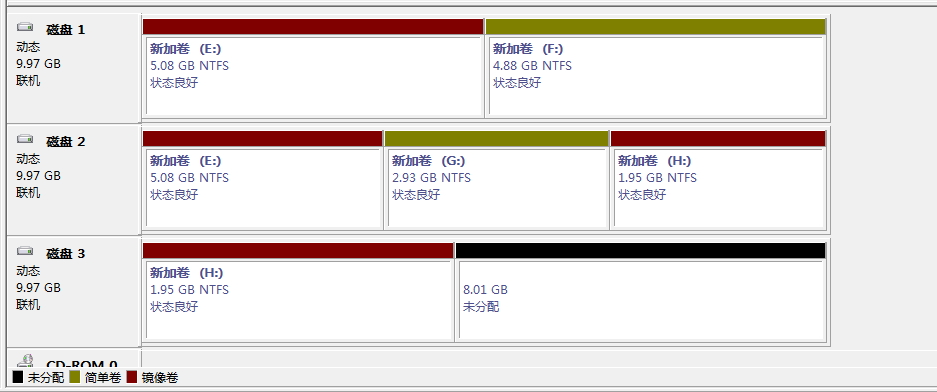 磁盘 1
动态
9.97 GB
联机
新加卷 (E:)
5.08 GB NTFS
状态良好
新加卷 (F:)
4.88 GB NTFS
状态良好
磁盘 2
动态
9.97 GB
联机
新加卷 (E:)
5.08 GB NTFS
状态良好
新加卷 (G:)
2.93 GB NTFS
状态良好
新加卷 (H:)
1.95 GB NTFS
状态良好
磁盘 3
动态
9.97 GB
联机
新加卷 (H:)
1.95 GB NTFS
状态良好
8.01 GB
未分配
CD-ROM 0
未分配 简单卷 镜像卷